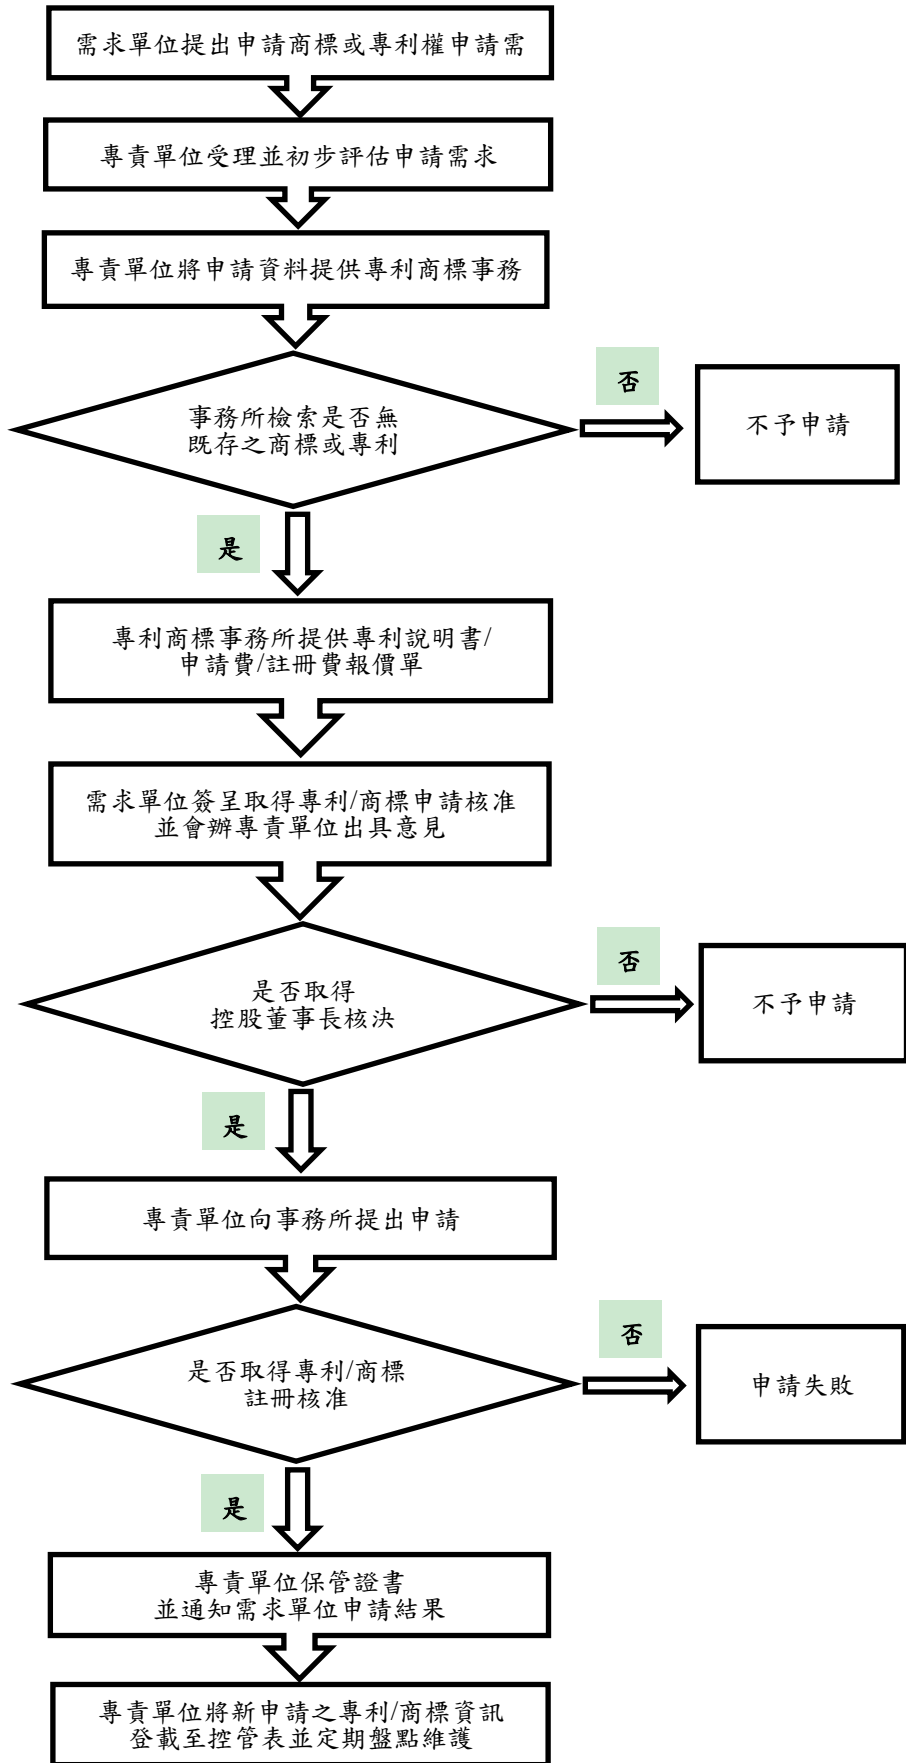 需求單位提出申請商標或專利權申請需
專責單位受理並初步評估申請需求
專責單位將申請資料提供專利商標事務
事務所檢索是否無
既存之商標或專利
否
不予申請
是
專利商標事務所提供專利說明書/
申請費/註冊費報價單
需求單位簽呈取得專利/商標申請核准
並會辦專責單位出具意見
是否取得
控股董事長核決
否
不予申請
是
專責單位向事務所提出申請
是否取得專利/商標
註冊核准
否
申請失敗
是
專責單位保管證書
並通知需求單位申請結果
專責單位將新申請之專利/商標資訊
登載至控管表並定期盤點維護